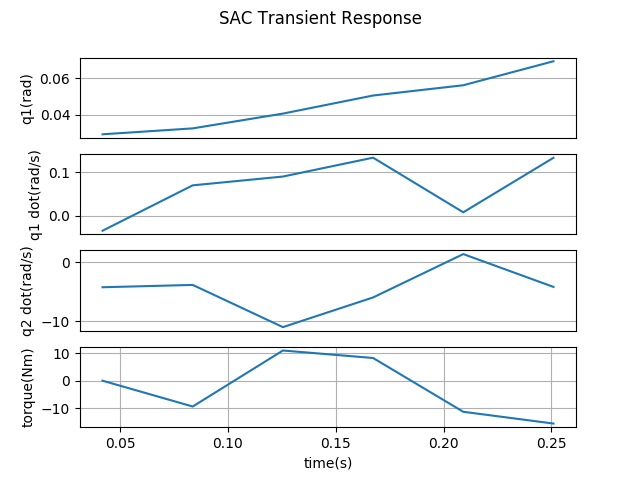 SAC Transient Response
q1(rad)
0.06
0.04
q1 dot(rad/s)
0.1
0.0
q2 dot(rad/s)
0
−10
torque(Nm)
10
0
−10
0.05 0.10 0.15 0.20 0.25
time(s)